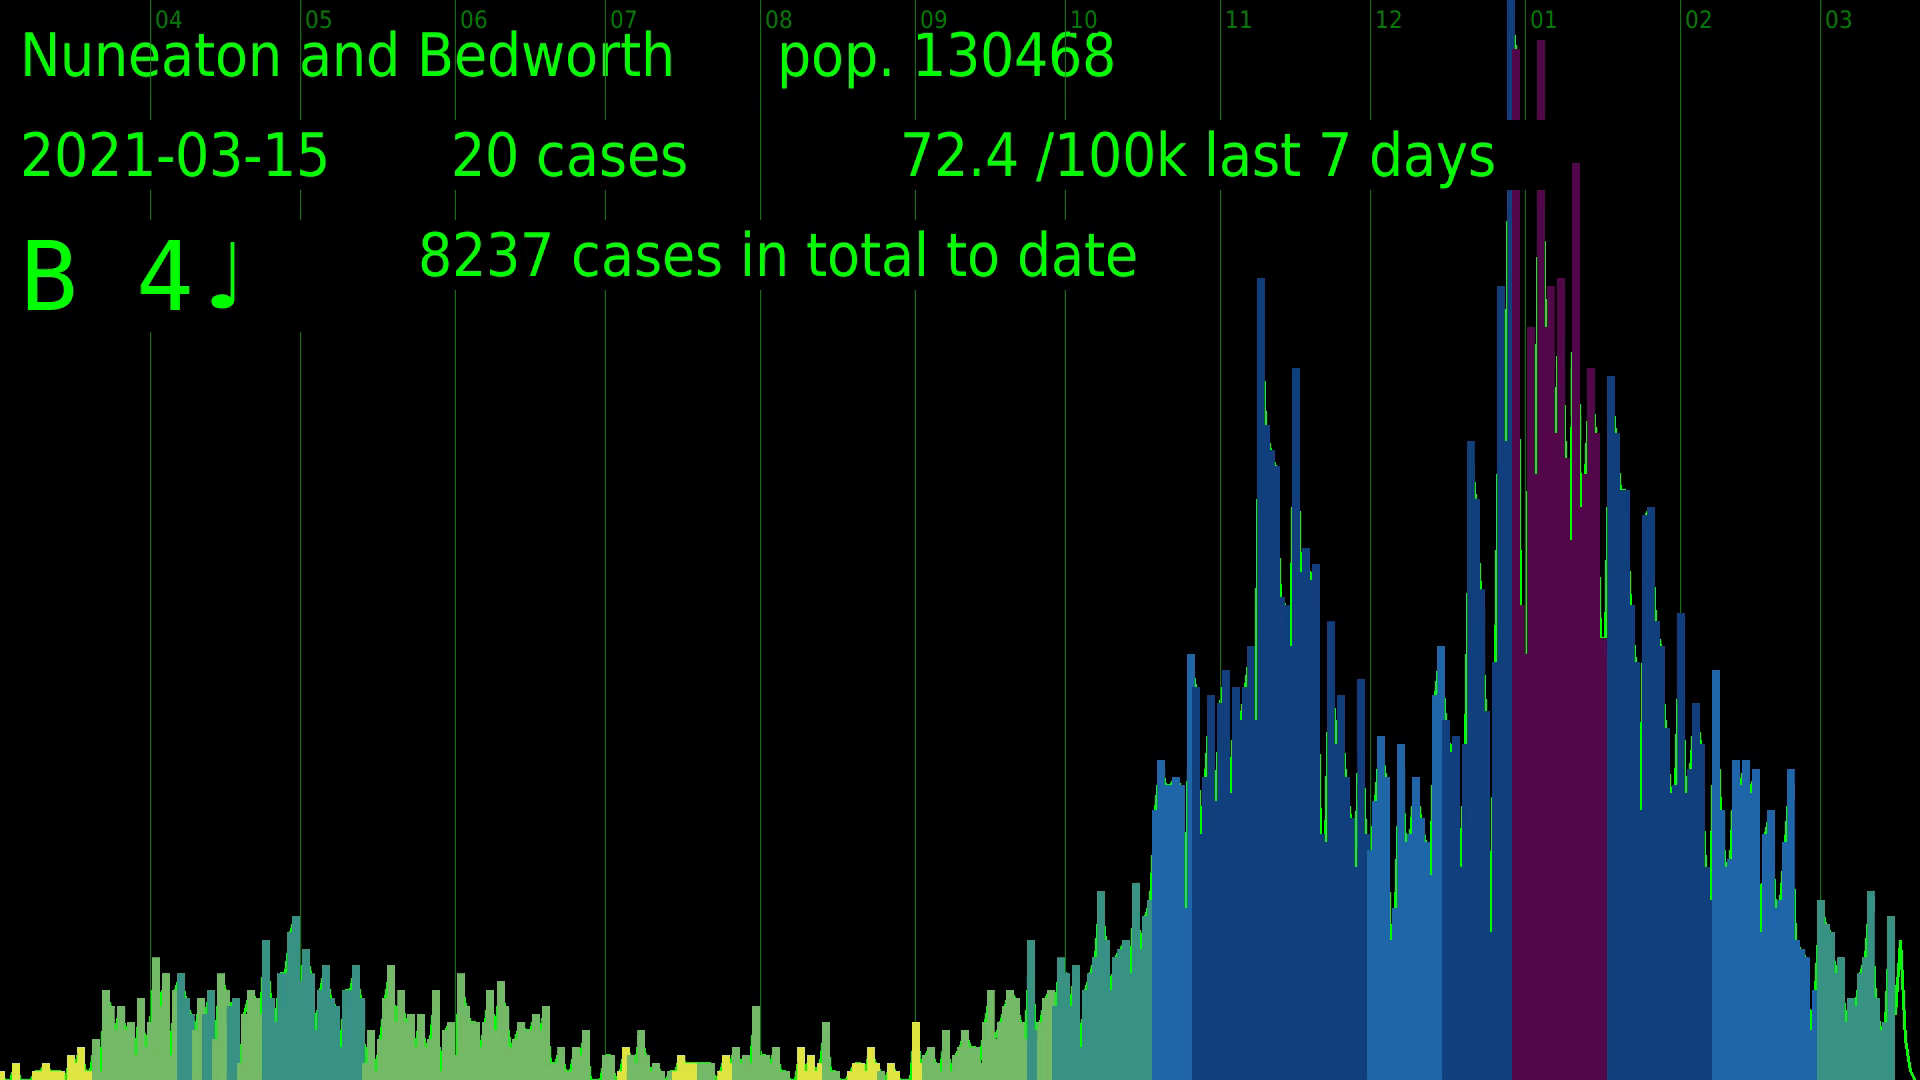 04 05 06 07 08 09 10 11 12 01 02 03
Nuneaton and Bedworth pop. 130468
2021-03-15 20 cases 72.4 /100k last 7 days
B 4♩ 8237 cases in total to date